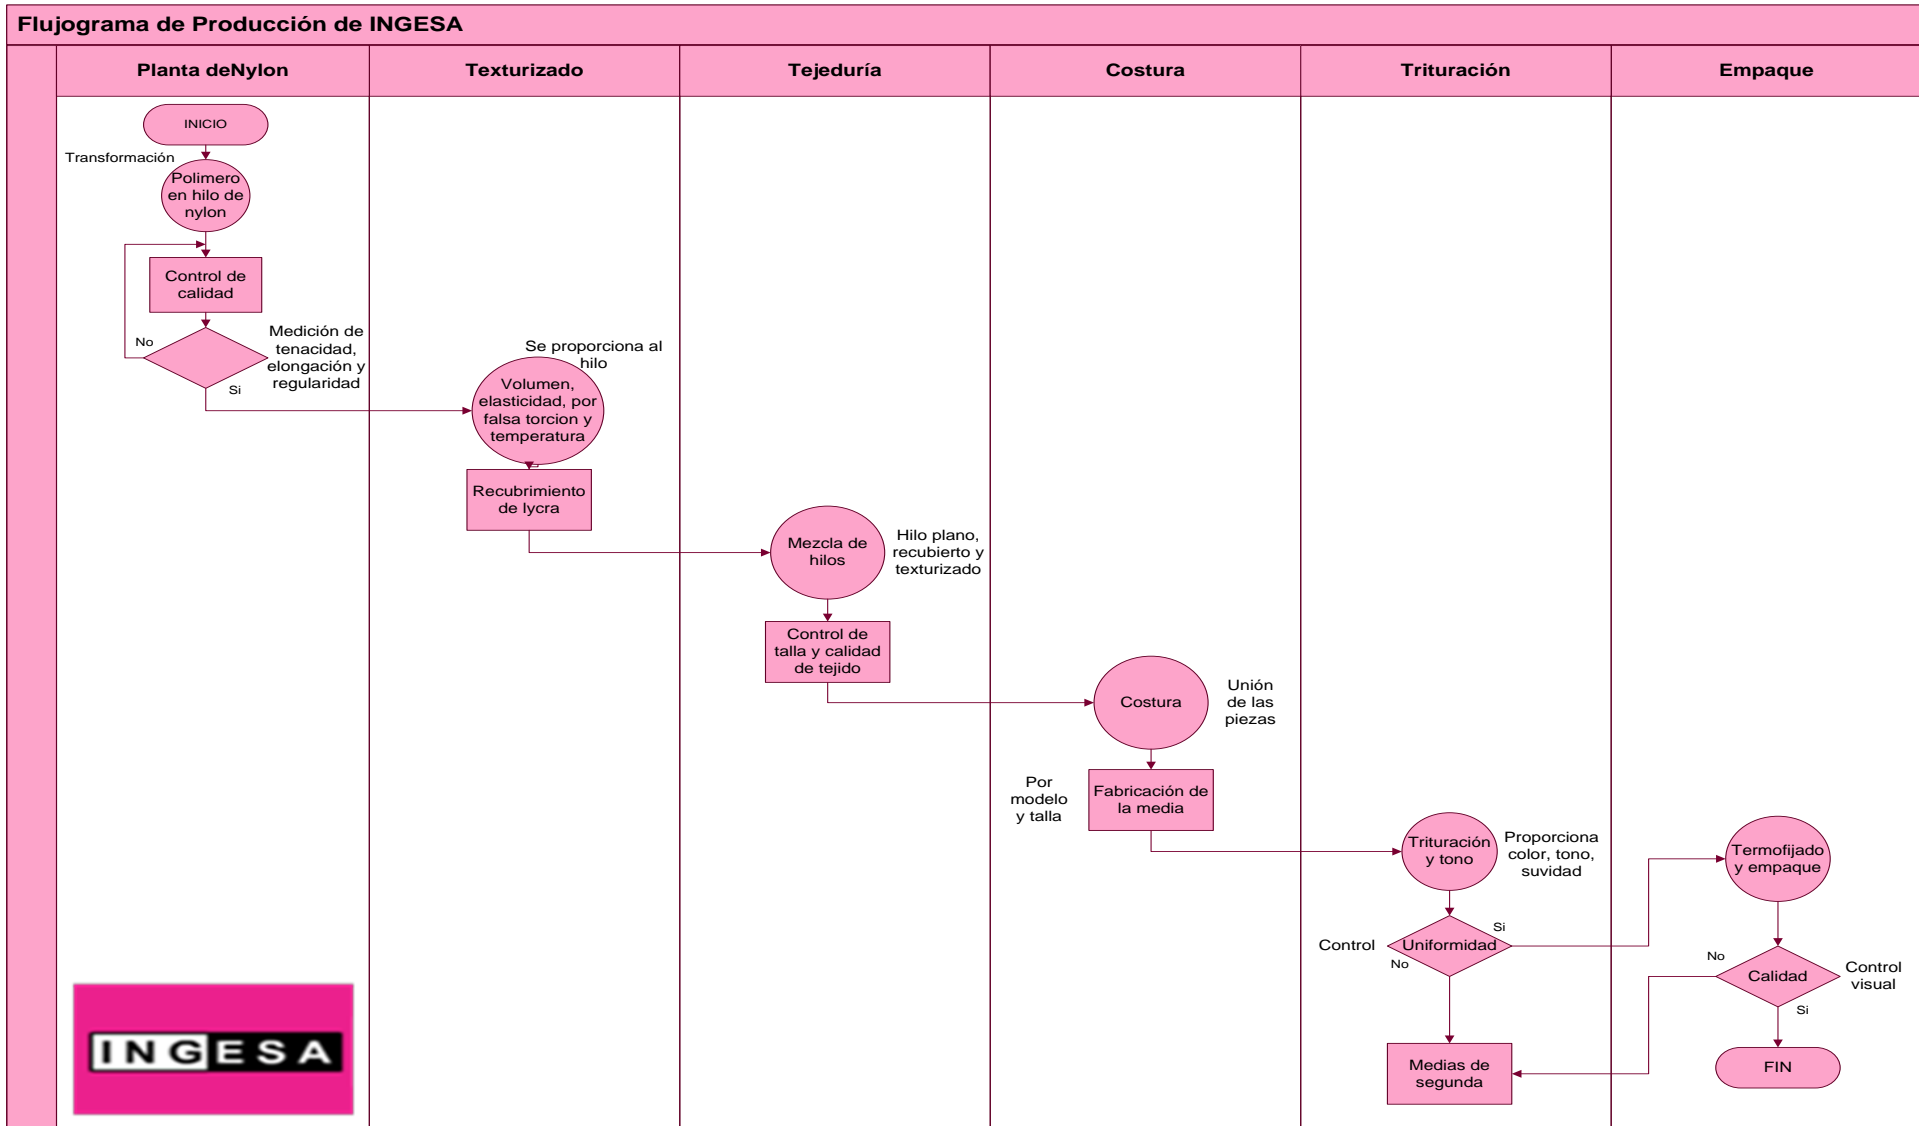 Flujograma de Producción de INGESA
Planta deNylon
Texturizado
Tejeduría
Costura
Trituración
Empaque
INICIO
Transformación
Polimero
en hilo de
nylon
Control de
calidad
No
Medición de
tenacidad,
elongación y
regularidad
Si
Se proporciona al
hilo
Volumen,
elasticidad, por
falsa torcion y
temperatura
Recubrimiento
de lycra
Mezcla de
hilos
Hilo plano,
recubierto y
texturizado
Control de
talla y calidad
de tejido
Costura
Unión
de las
piezas
Por
modelo
y talla
Fabricación de
la media
Trituración
y tono
Proporciona
color, tono,
suvidad
Control
Uniformidad
Si
No
Medias de
segunda
Termofijado
y empaque
No
Calidad
Control
visual
Si
FIN
INGESA